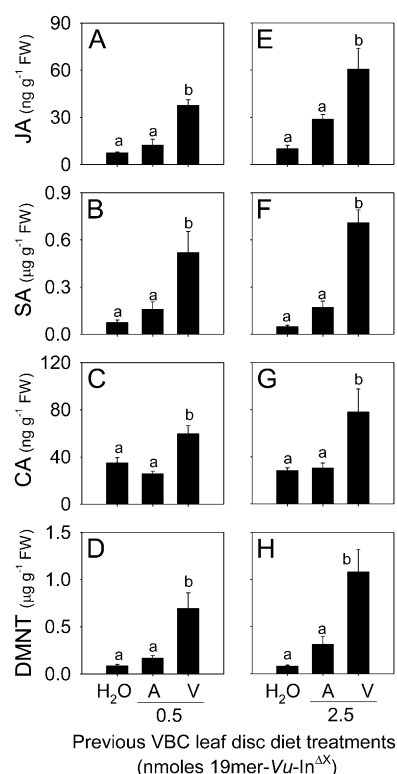 A
E
JA (ng g-1 FW)
90
60
30
0
a
a
b
a
a
b
B
F
SA (µg g-1 FW)
0.9
0.6
0.3
0.0
a
a
b
a
a
b
C
G
CA (ng g-1 FW)
120
80
40
0
a
a
b
a
a
b
D
H
DMNT (µg g-1 FW)
1.5
1.0
0.5
0.0
a
a
b
a
a
b
H2O A V H2O A V
0.5 2.5
Previous VBC leaf disc diet treatments
(nmoles 19mer-Vu-InΔX)